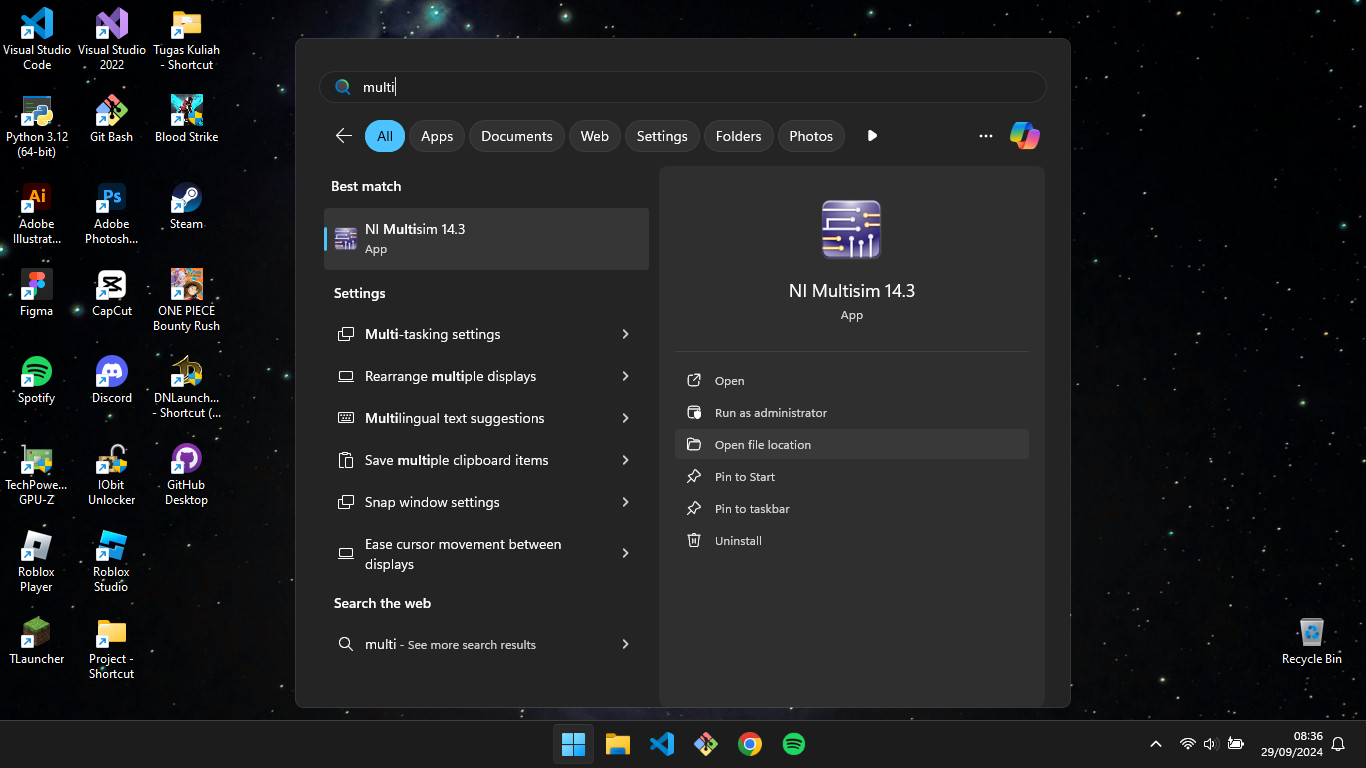 Visual Studio
Code
Visual Studio
2022
Tugas Kuliah
- Shortcut
Python 3.12
(64-bit)
Git Bash
Blood Strike
Ai
Adobe
Illustrat...
Ps
Adobe
Photosh...
Steam
Figma
CapCut
ONE PIECE
Bounty Rush
Spotify
Discord
DNLaunch...
- Shortcut (...
TechPowe...
GPU-Z
IObit
Unlocker
GitHub
Desktop
Roblox
Player
Roblox
Studio
TLauncher
Project -
Shortcut
multi
All
Apps
Documents
Web
Settings
Folders
Photos
Best match
NI Multisim 14.3
App
Settings
Multi-tasking settings
Rearrange multiple displays
Multilingual text suggestions
Save multiple clipboard items
Snap window settings
Ease cursor movement between
displays
Search the web
multi - See more search results
NI Multisim 14.3
App
Open
Run as administrator
Open file location
Pin to Start
Pin to taskbar
Uninstall
Recycle Bin
08:36
29/09/2024